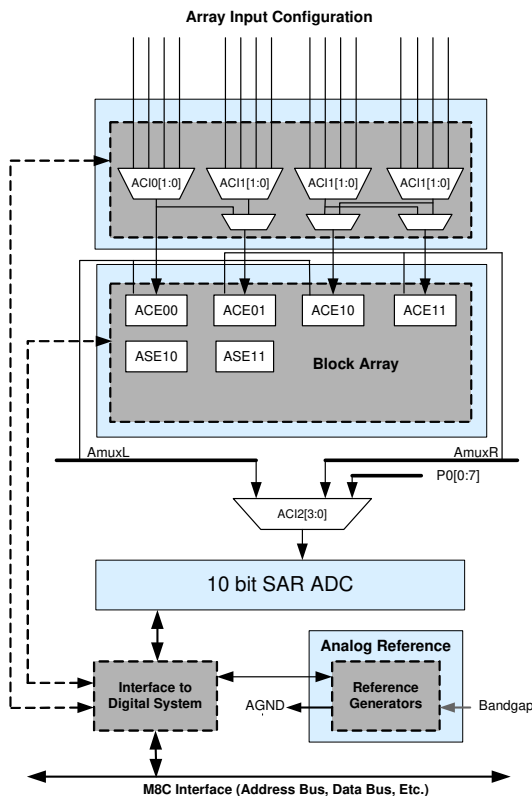 Array Input Configuration
ACI0[1:0]
ACI1[1:0]
ACI1[1:0]
ACI1[1:0]
ACE00
ACE01
ACE10
ACE11
ASE10
ASE11
Block Array
AmuxL
AmuxR
P0[0:7]
ACI2[3:0]
10 bit SAR ADC
Analog Reference
Interface to
Digital System
AGND
Reference
Generators
Bandgap
M8C Interface (Address Bus, Data Bus, Etc.)